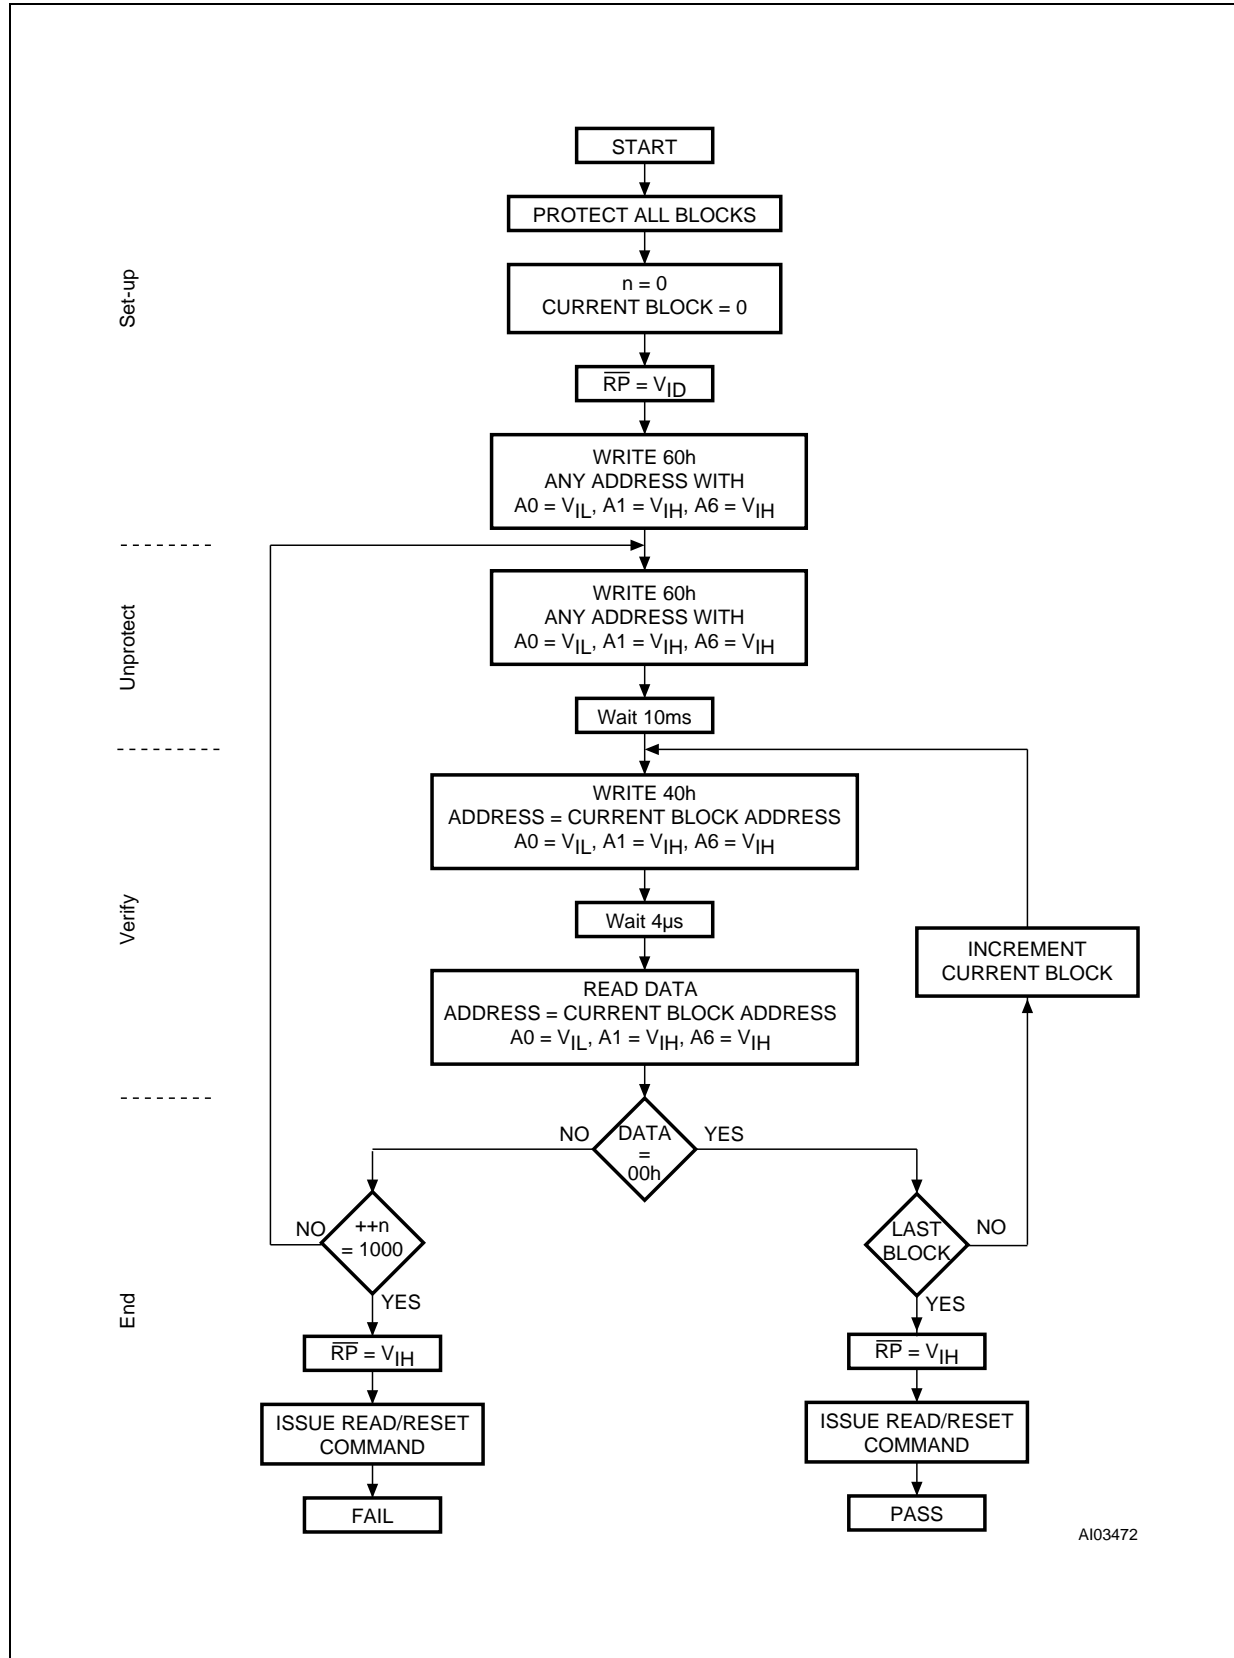 START
PROTECT ALL BLOCKS
Set-up
n = 0
CURRENT BLOCK = 0
RP = VID
WRITE 60h
ANY ADDRESS WITH
A0 = VIL, A1 = VIH, A6 = VIH
Unprotect
WRITE 60h
ANY ADDRESS WITH
A0 = VIL, A1 = VIH, A6 = VIH
Wait 10ms
Verify
WRITE 40h
ADDRESS = CURRENT BLOCK ADDRESS
A0 = VIL, A1 = VIH, A6 = VIH
Wait 4µs
INCREMENT
CURRENT BLOCK
READ DATA
ADDRESS = CURRENT BLOCK ADDRESS
A0 = VIL, A1 = VIH, A6 = VIH
End
NO
DATA
=
00h
YES
NO
++n
= 1000
YES
LAST
BLOCK
NO
YES
RP = VIH
RP = VIH
ISSUE READ/RESET
COMMAND
ISSUE READ/RESET
COMMAND
FAIL
PASS
AI03472